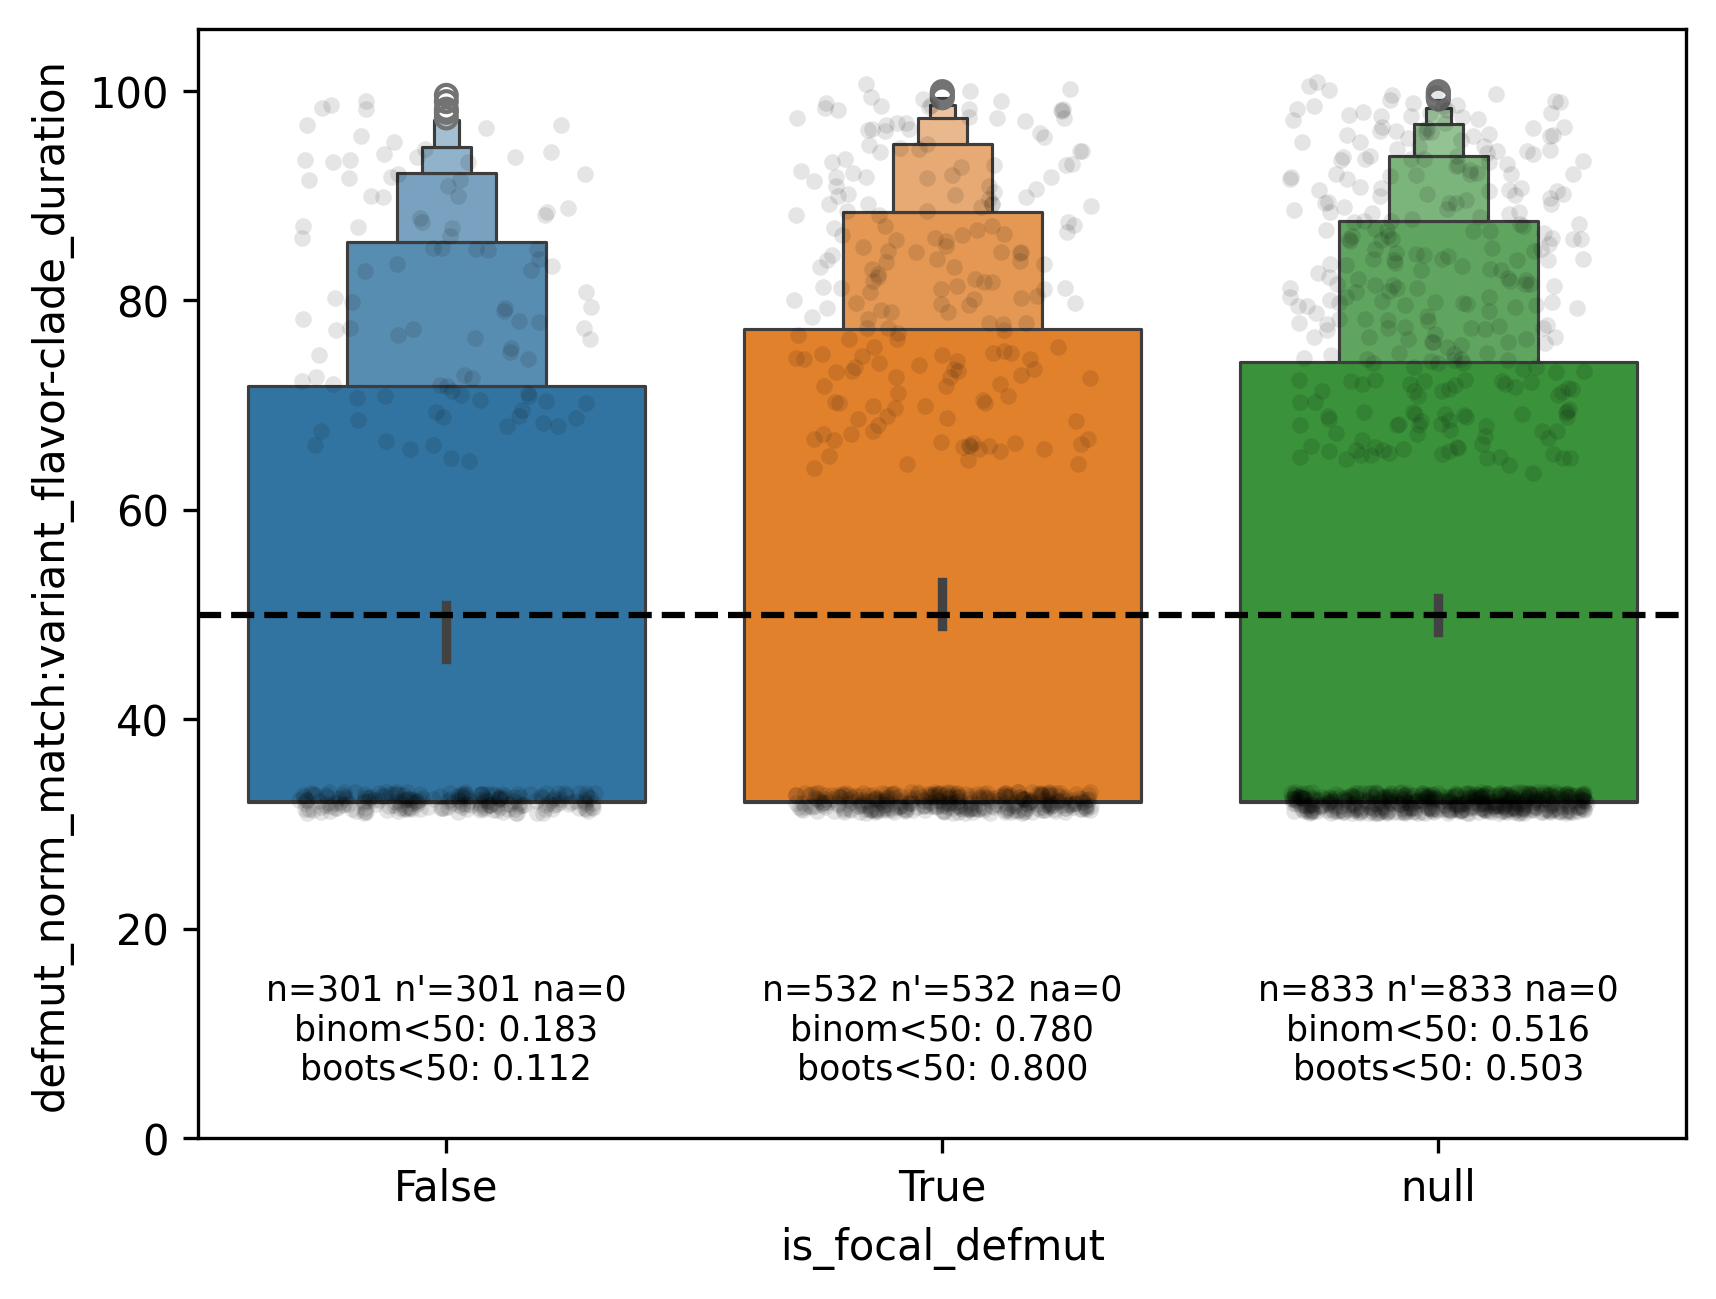 defmut_norm_match:variant_flavor-clade_duration
100
80
60
40
20
0
n=301 n'=301 na=0
binom<50: 0.183
boots<50: 0.112
n=532 n'=532 na=0
binom<50: 0.780
boots<50: 0.800
n=833 n'=833 na=0
binom<50: 0.516
boots<50: 0.503
False
True
null
is_focal_defmut